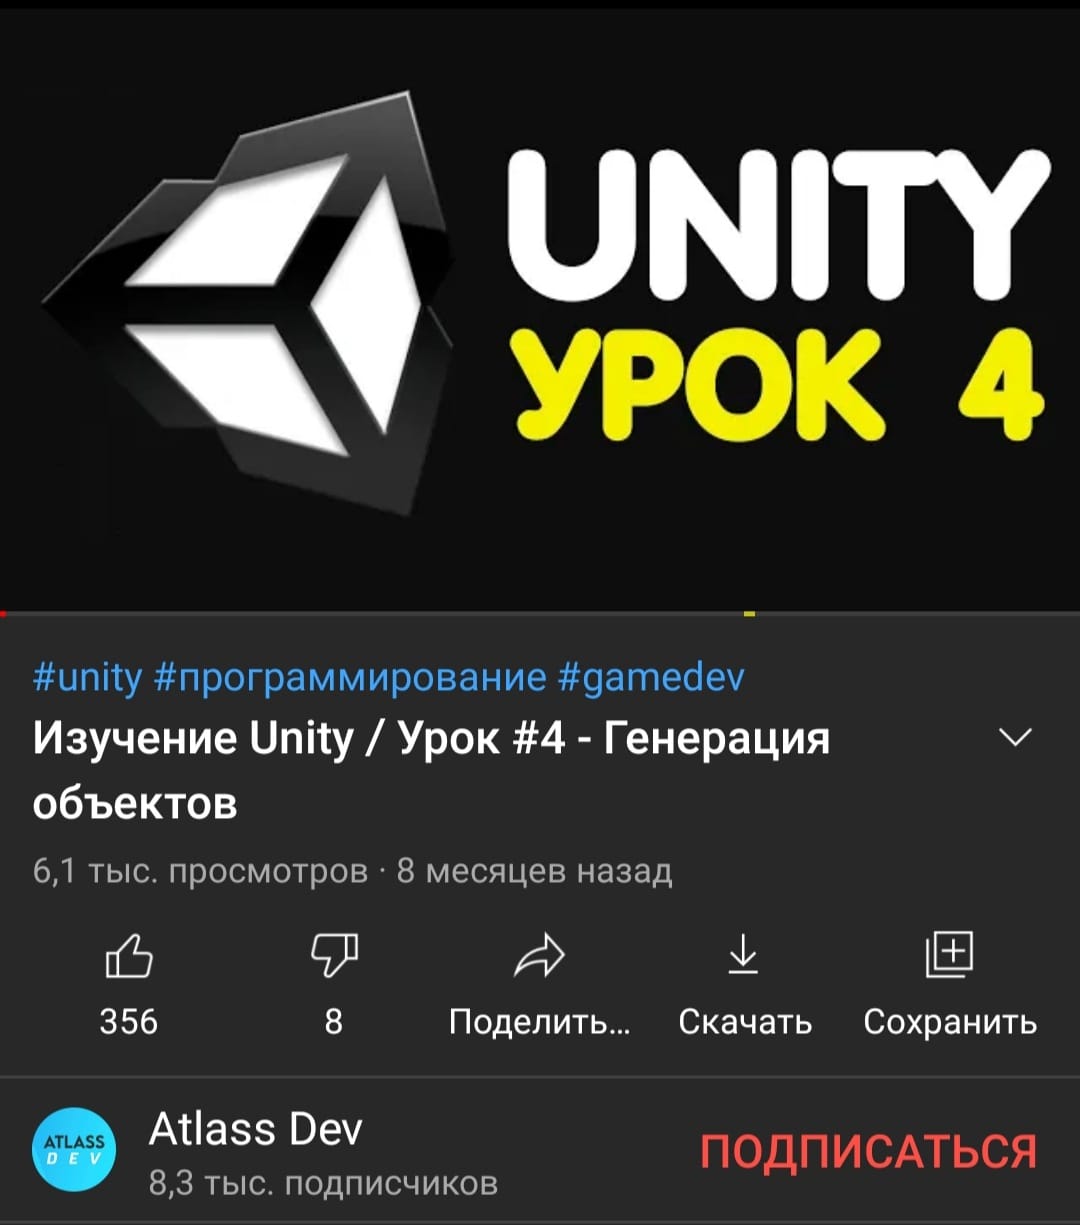 UNITY
УРОК 4
#unity #программирование #gamedev
Изучение Unity / Урок #4 - Генерация
объектов
6,1 тыс. просмотров · 8 месяцев назад
356
8
Поделить...
Скачать
Сохранить
ATLASS
DEV
Atlass Dev
8,3 тыс. подписчиков
ПОДПИСАТЬСЯ